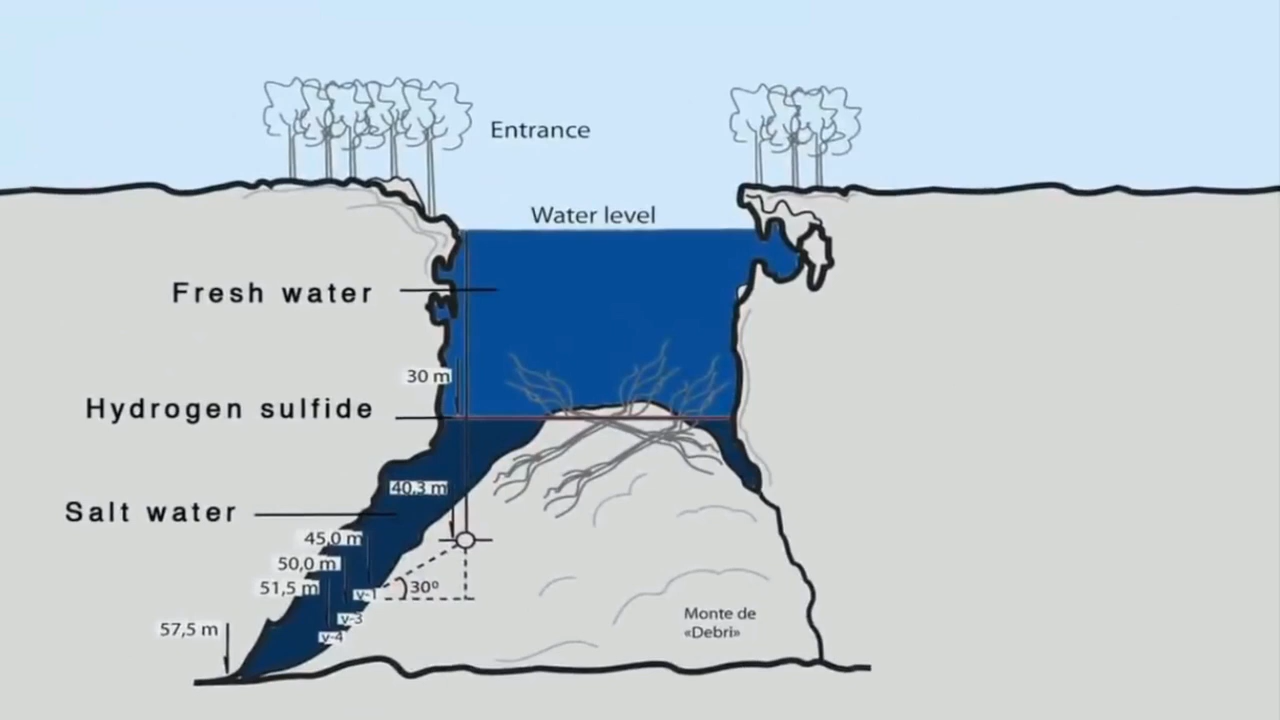 Entrance
Water level
Fresh water
30 m
Hydrogen sulfide
40,3 m
Salt water
45,0 m
50,0 m
51,5 m
30º
v-1
v-3
Monte de
«Debri»
57,5 m
v-4